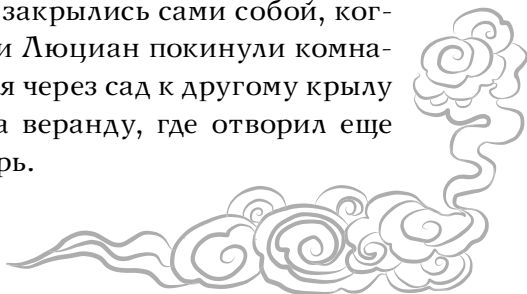 закрылись сами собой, ког-
и Люциан покинули комна-
я через сад к другому крылу
а веранду, где отворил еще
рь.